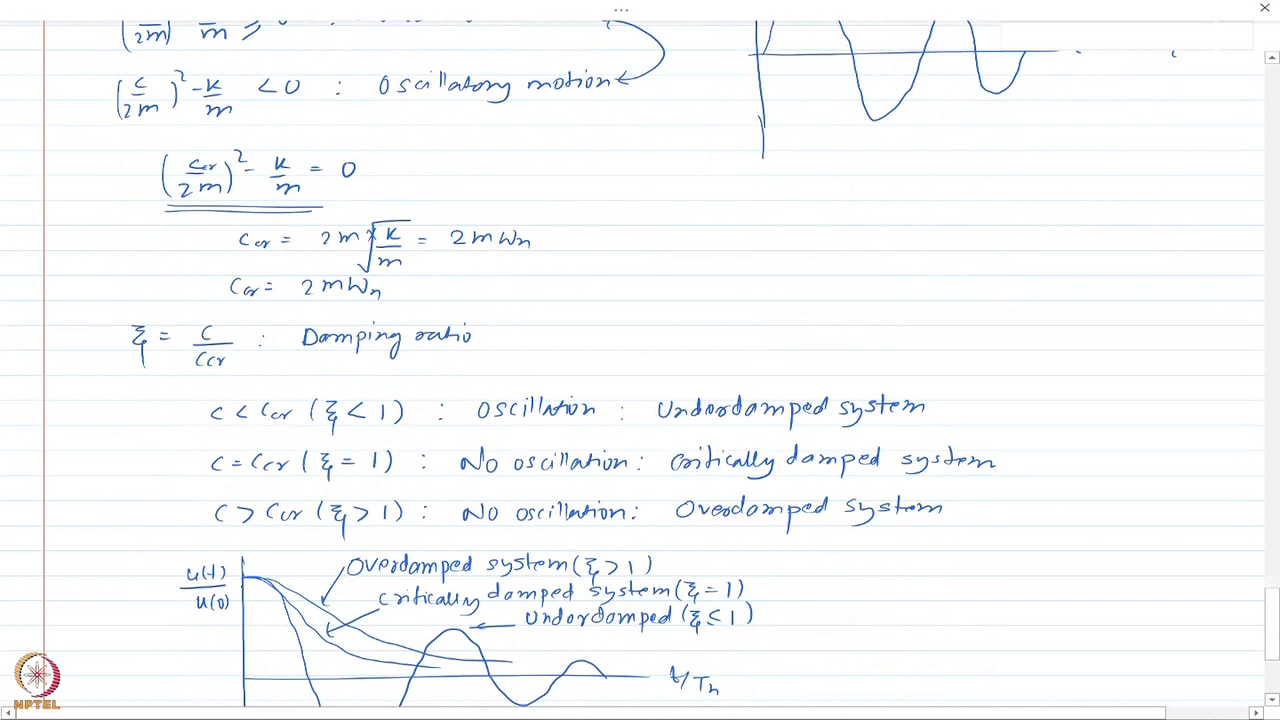 (c/2m)² - k/m < 0 : Oscillatory motion
(ccr/2m)² - k/m = 0
ccr = 2m × √(k/m) = 2mωn
ccr = 2mωn
ξ = c/ccr : Damping ratio
c < ccr (ξ < 1) : Oscillation : Underdamped system
c = ccr (ξ = 1) : No oscillation : Critically damped system
c > ccr (ξ > 1) : No oscillation : Overdamped system
u(t)/u(0)
Overdamped system (ξ > 1)
Critically damped system (ξ = 1)
Underdamped (ξ < 1)
t/Tn
NPTEL